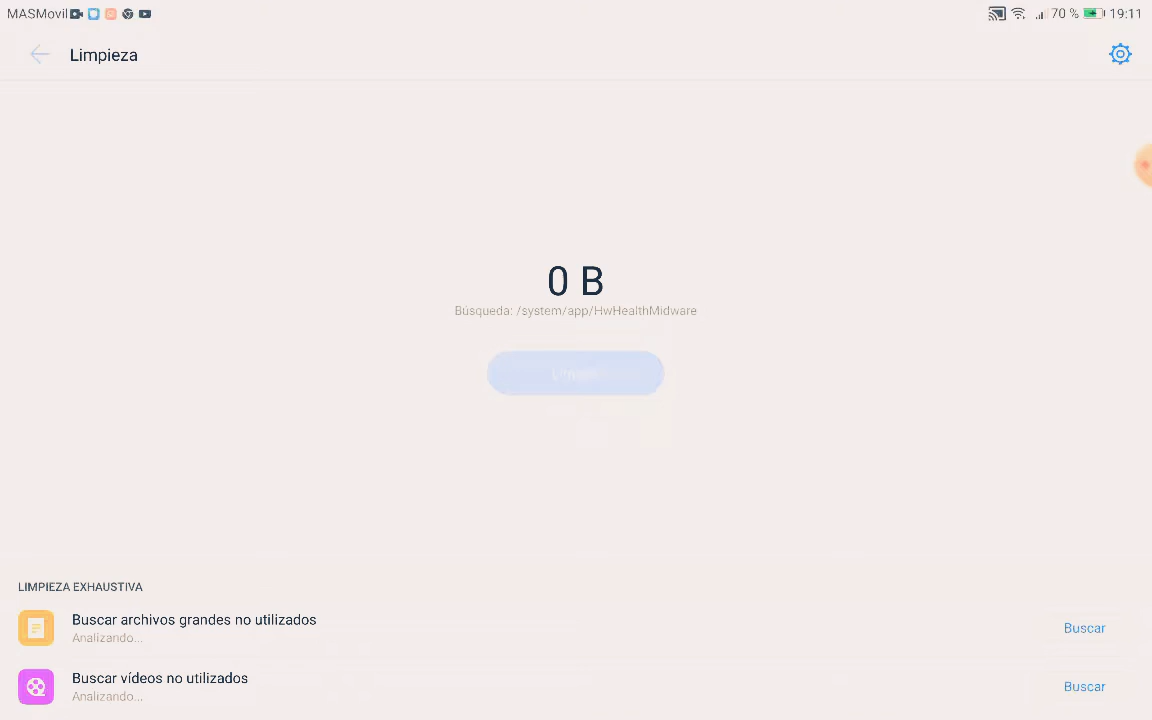 MASMovil 70 % 19:11
Limpieza
0 B
Búsqueda: /system/app/HwHealthMidware
LIMPIEZA EXHAUSTIVA
Buscar archivos grandes no utilizados
Analizando...
Buscar
Buscar vídeos no utilizados
Analizando...
Buscar